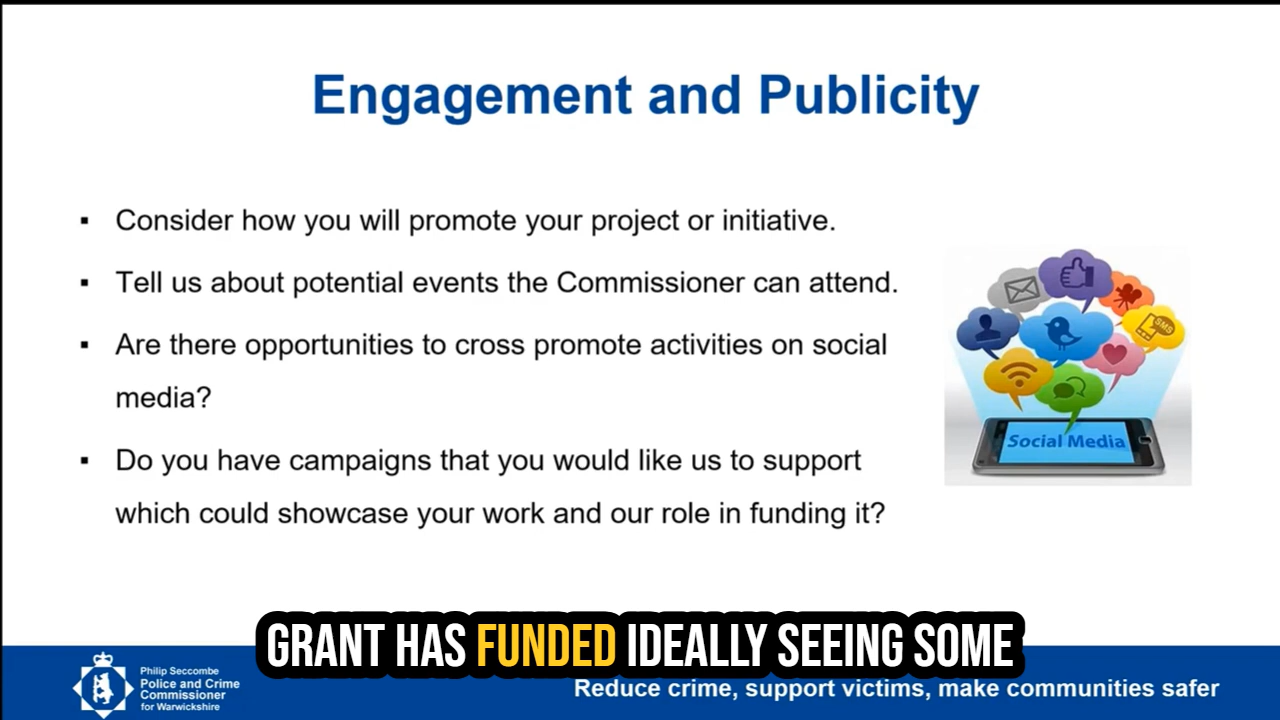 Engagement and Publicity
▪ Consider how you will promote your project or initiative.
▪ Tell us about potential events the Commissioner can attend.
▪ Are there opportunities to cross promote activities on social
media?
▪ Do you have campaigns that you would like us to support
which could showcase your work and our role in funding it?
SMS
Social Media
GRANT HAS FUNDED IDEALLY SEEING SOME
Philip Seccombe
Police and Crime
Commissioner
for Warwickshire
Reduce crime, support victims, make communities safer